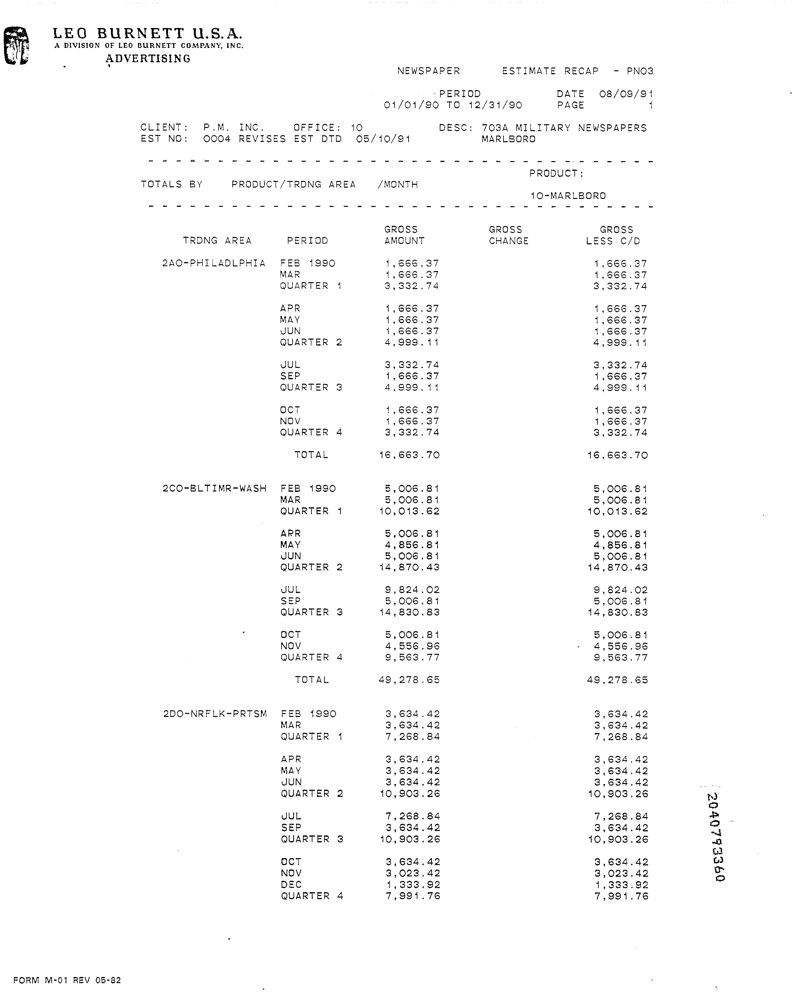 LEO BURNETT U.S.A.
A DIVISION OF LEO BURNETT COMPANY, INC.
ADVERTISING
NEWSPAPER ESTIMATE RECAP - PN03
PERIOD DATE 08/09/91
01/01/90 TO 12/31/90 PAGE 1
CLIENT: P.M. INC. OFFICE: 10 DESC: 703A MILITARY NEWSPAPERS
EST NO: 0004 REVISES EST DTD 05/10/91 MARLBORO
PRODUCT:
TOTALS BY PRODUCT/TRDNG AREA /MONTH
10-MARLBORO
GROSS GROSS GROSS
TRDNG AREA PERIOD AMOUNT CHANGE LESS C/D
2A0-PHILADLPHIA FEB 1990 1,666.37 1,666.37
MAR 1,666.37 1,666.37
QUARTER 1 3,332.74 3,332.74
APR 1,666.37 1,666.37
MAY 1,666.37 1,666.37
JUN 1,666.37 1,666.37
QUARTER 2 4,999.11 4,999.11
JUL 3,332.74 3,332.74
SEP 1,666.37 1,666.37
QUARTER 3 4,999.11 4,999.11
OCT 1,666.37 1,666.37
NOV 1,666.37 1,666.37
QUARTER 4 3,332.74 3,332.74
TOTAL 16,663.70 16,663.70
2C0-BLTIMR-WASH FEB 1990 5,006.81 5,006.81
MAR 5,006.81 5,006.81
QUARTER 1 10,013.62 10,013.62
APR 5,006.81 5,006.81
MAY 4,856.81 4,856.81
JUN 5,006.81 5,006.81
QUARTER 2 14,870.43 14,870.43
JUL 9,824.02 9,824.02
SEP 5,006.81 5,006.81
QUARTER 3 14,830.83 14,830.83
OCT 5,006.81 5,006.81
NOV 4,556.96 4,556.96
QUARTER 4 9,563.77 9,563.77
TOTAL 49,278.65 49,278.65
2D0-NRFLK-PRTSM FEB 1990 3,634.42 3,634.42
MAR 3,634.42 3,634.42
QUARTER 1 7,268.84 7,268.84
APR 3,634.42 3,634.42
MAY 3,634.42 3,634.42
JUN 3,634.42 3,634.42
QUARTER 2 10,903.26 10,903.26
JUL 7,268.84 7,268.84
SEP 3,634.42 3,634.42
QUARTER 3 10,903.26 10,903.26
OCT 3,634.42 3,634.42
NOV 3,023.42 3,023.42
DEC 1,333.92 1,333.92
QUARTER 4 7,991.76 7,991.76
2040793360
FORM M-01 REV 05-82